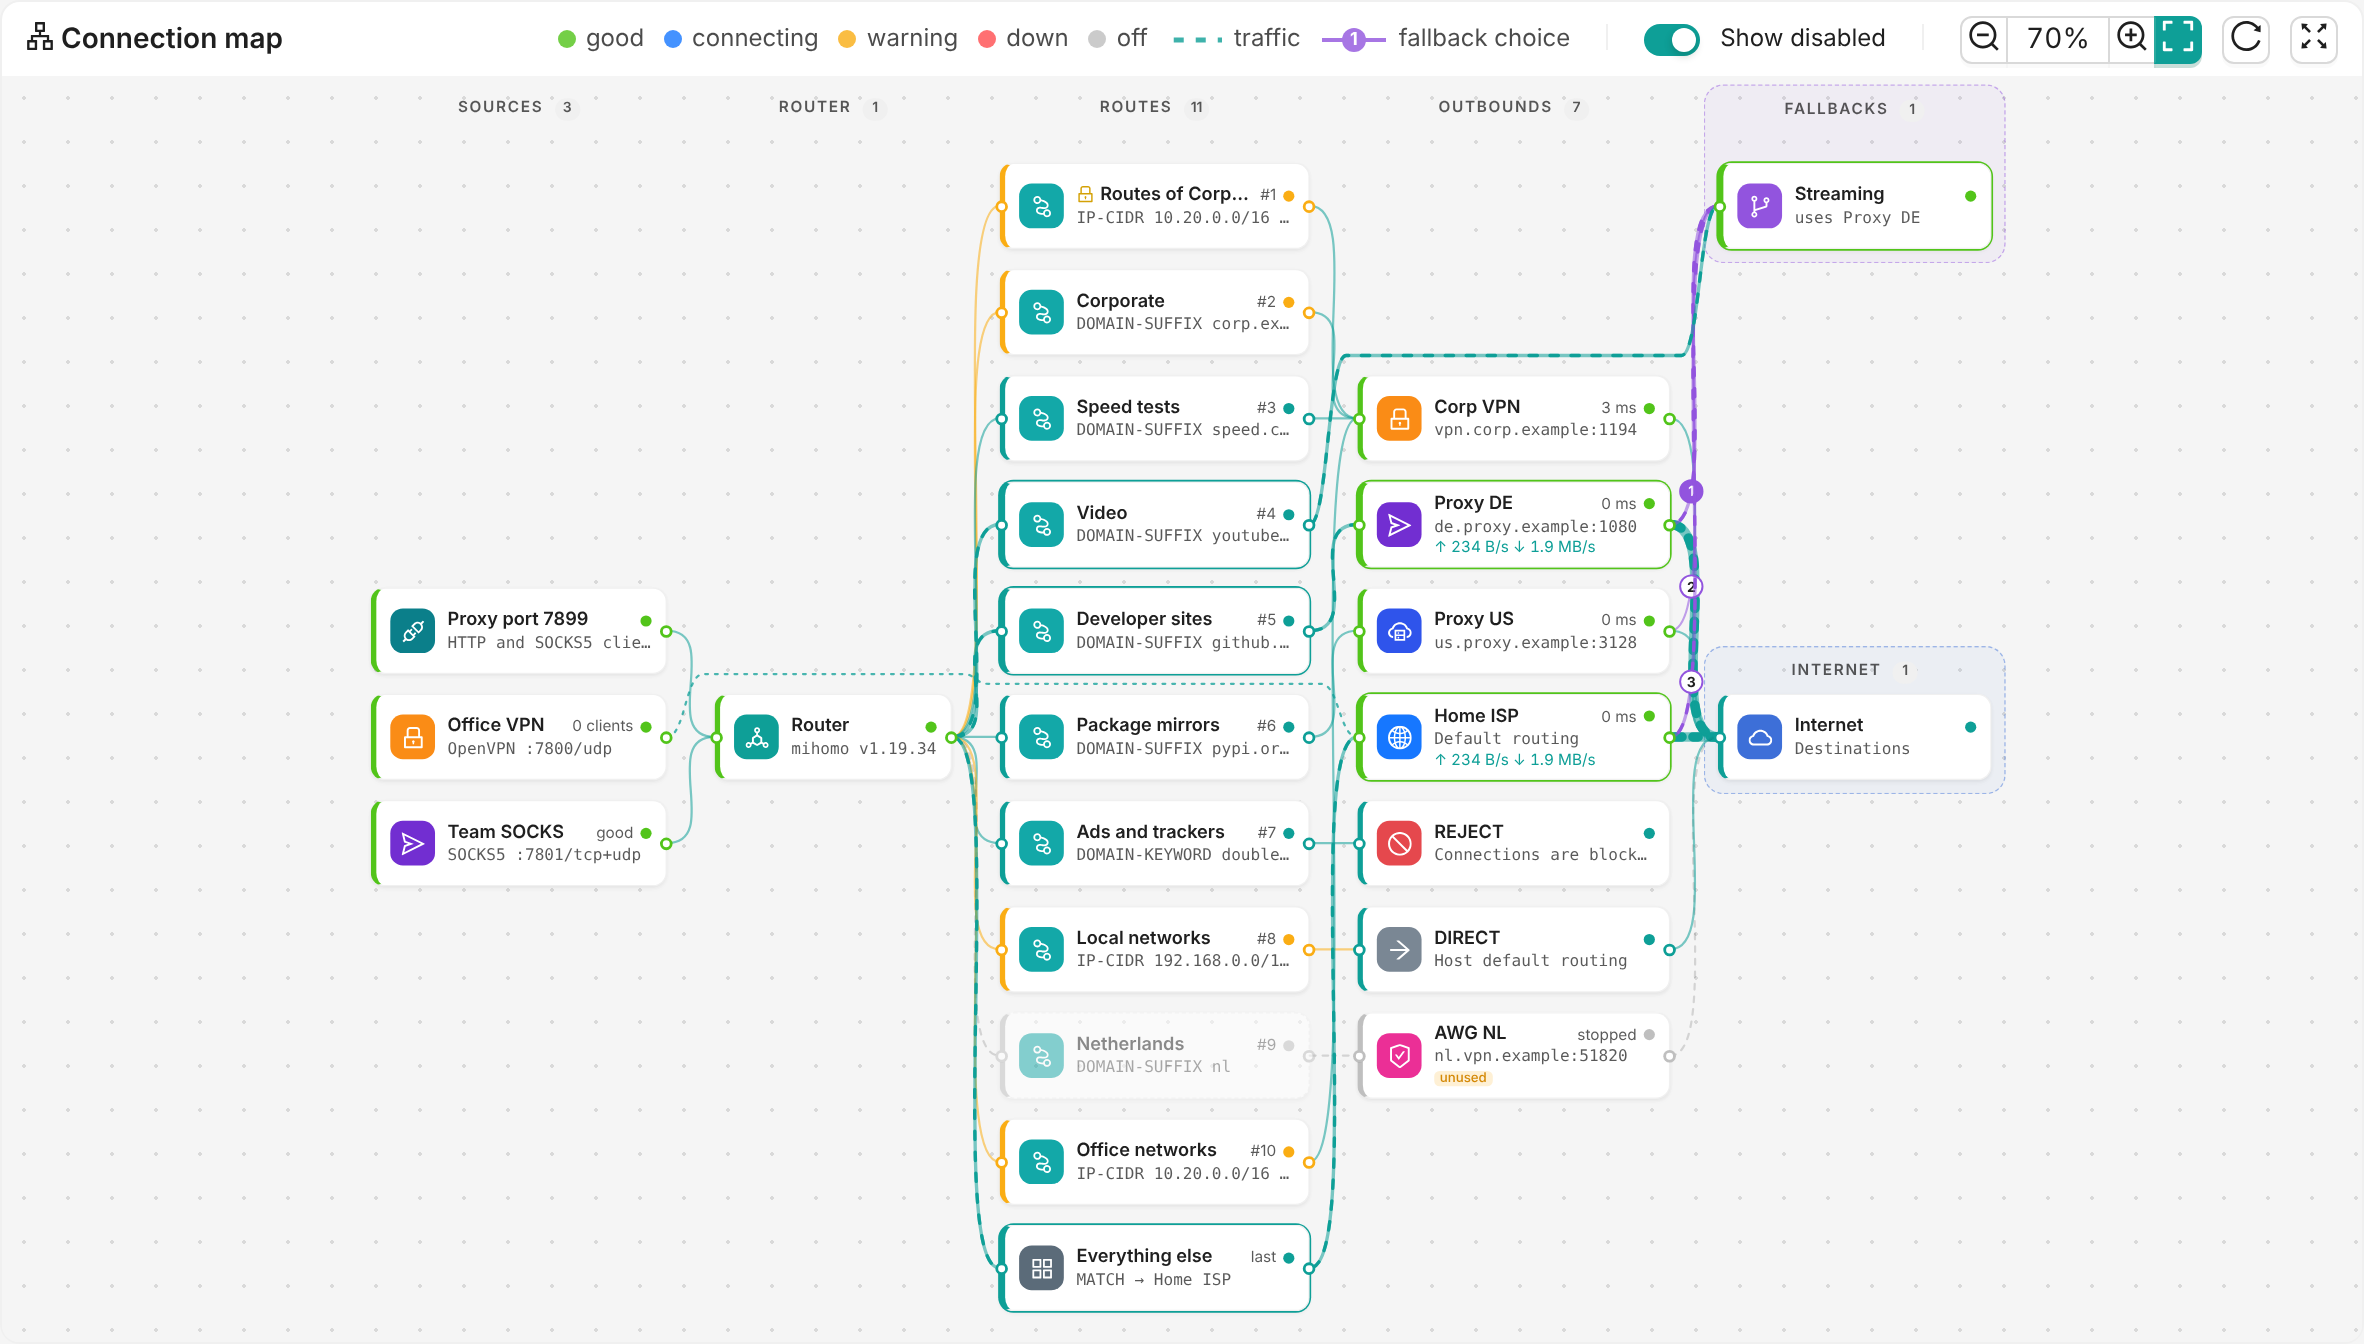 Connection map
good
connecting
warning
down
off
traffic
1
fallback choice
Show disabled
70%
SOURCES 3
ROUTER 1
ROUTES 11
OUTBOUNDS 7
FALLBACKS 1
Routes of Corp... #1
IP-CIDR 10.20.0.0/16 …
Streaming
uses Proxy DE
Corporate #2
DOMAIN-SUFFIX corp.ex…
Speed tests #3
DOMAIN-SUFFIX speed.c…
Corp VPN 3 ms
vpn.corp.example:1194
1
Video #4
DOMAIN-SUFFIX youtube…
Proxy DE 0 ms
de.proxy.example:1080
↑ 234 B/s ↓ 1.9 MB/s
2
Proxy port 7899
HTTP and SOCKS5 clie…
Developer sites #5
DOMAIN-SUFFIX github.…
Proxy US 0 ms
us.proxy.example:3128
3
INTERNET 1
Office VPN 0 clients
OpenVPN :7800/udp
Router
mihomo v1.19.34
Package mirrors #6
DOMAIN-SUFFIX pypi.or…
Home ISP 0 ms
Default routing
↑ 234 B/s ↓ 1.9 MB/s
Internet
Destinations
Team SOCKS good
SOCKS5 :7801/tcp+udp
Ads and trackers #7
DOMAIN-KEYWORD double…
REJECT
Connections are block…
Local networks #8
IP-CIDR 192.168.0.0/1…
DIRECT
Host default routing
Netherlands #9
DOMAIN-SUFFIX nl
AWG NL stopped
nl.vpn.example:51820
unused
Office networks #10
IP-CIDR 10.20.0.0/16 …
Everything else last
MATCH → Home ISP